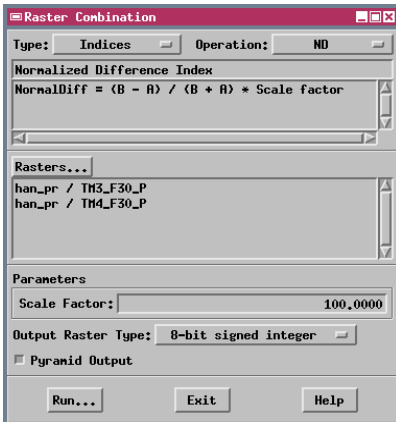 Raster Combination
Type: Indices Operation: ND
Normalized Difference Index
NormalDiff = (B - A) / (B + A) * Scale factor
Rasters...
han_pr / TM3_F30_P
han_pr / TM4_F30_P
Parameters
Scale Factor: 100.0000
Output Raster Type: 8-bit signed integer
Pyramid Output
Run... Exit Help